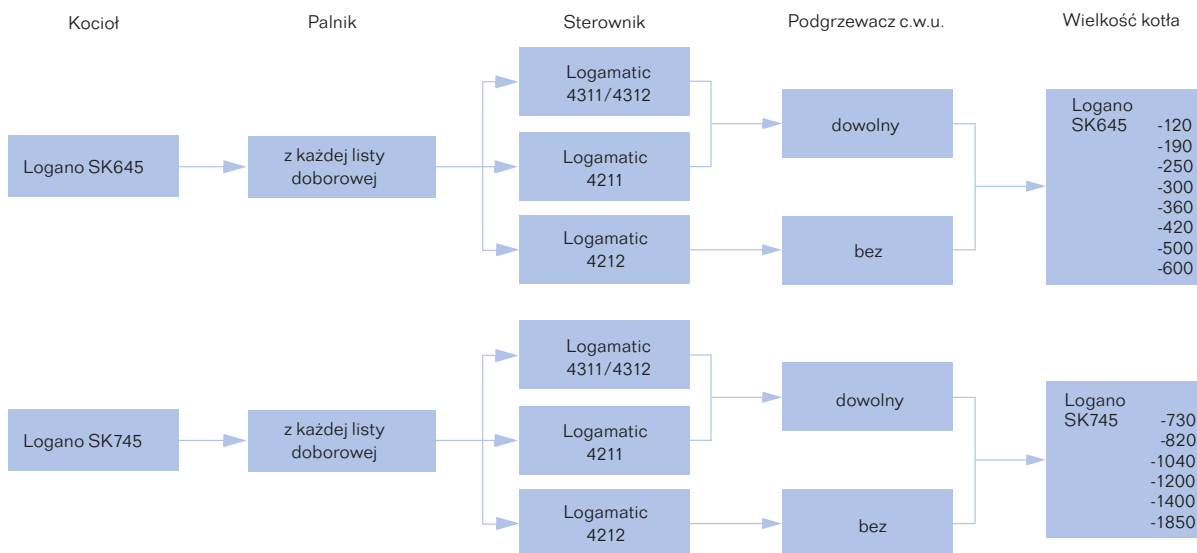 Kocioł
Palnik
Sterownik
Podgrzewacz c.w.u.
Wielkość kotła
Logano SK645
z każdej listy
doborowej
Logamatic
4311/4312
Logamatic
4211
Logamatic
4212
dowolny
bez
Logano
SK645 -120
-190
-250
-300
-360
-420
-500
-600
Logano SK745
z każdej listy
doborowej
Logamatic
4311/4312
Logamatic
4211
Logamatic
4212
dowolny
bez
Logano
SK745 -730
-820
-1040
-1200
-1400
-1850